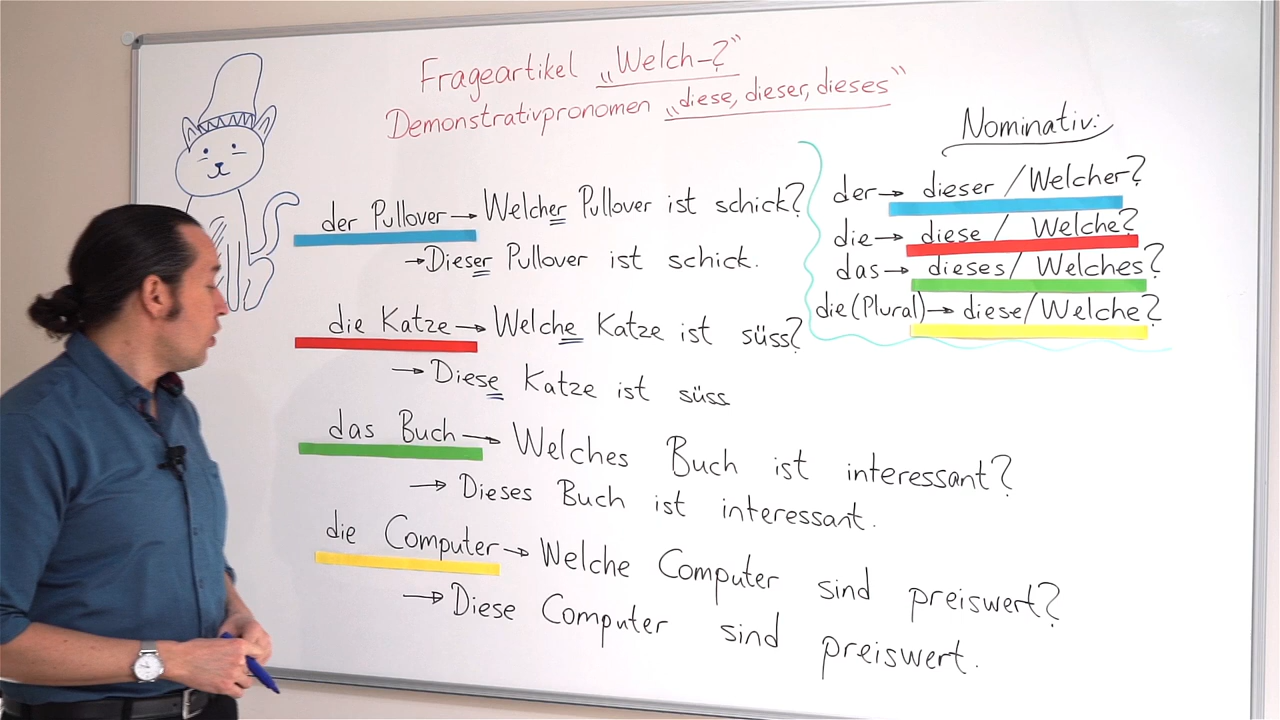 Frageartikel „Welch-?“
Demonstrativpronomen „diese, dieser, dieses“
der Pullover → Welcher Pullover ist schick?
→ Dieser Pullover ist schick.
die Katze → Welche Katze ist süss?
→ Diese Katze ist süss
das Buch → Welches Buch ist interessant?
→ Dieses Buch ist interessant.
die Computer → Welche Computer sind preiswert?
→ Diese Computer sind preiswert.
Nominativ:
der → dieser / Welcher?
die → diese / Welche?
das → dieses / Welches?
die (Plural) → diese / Welche?